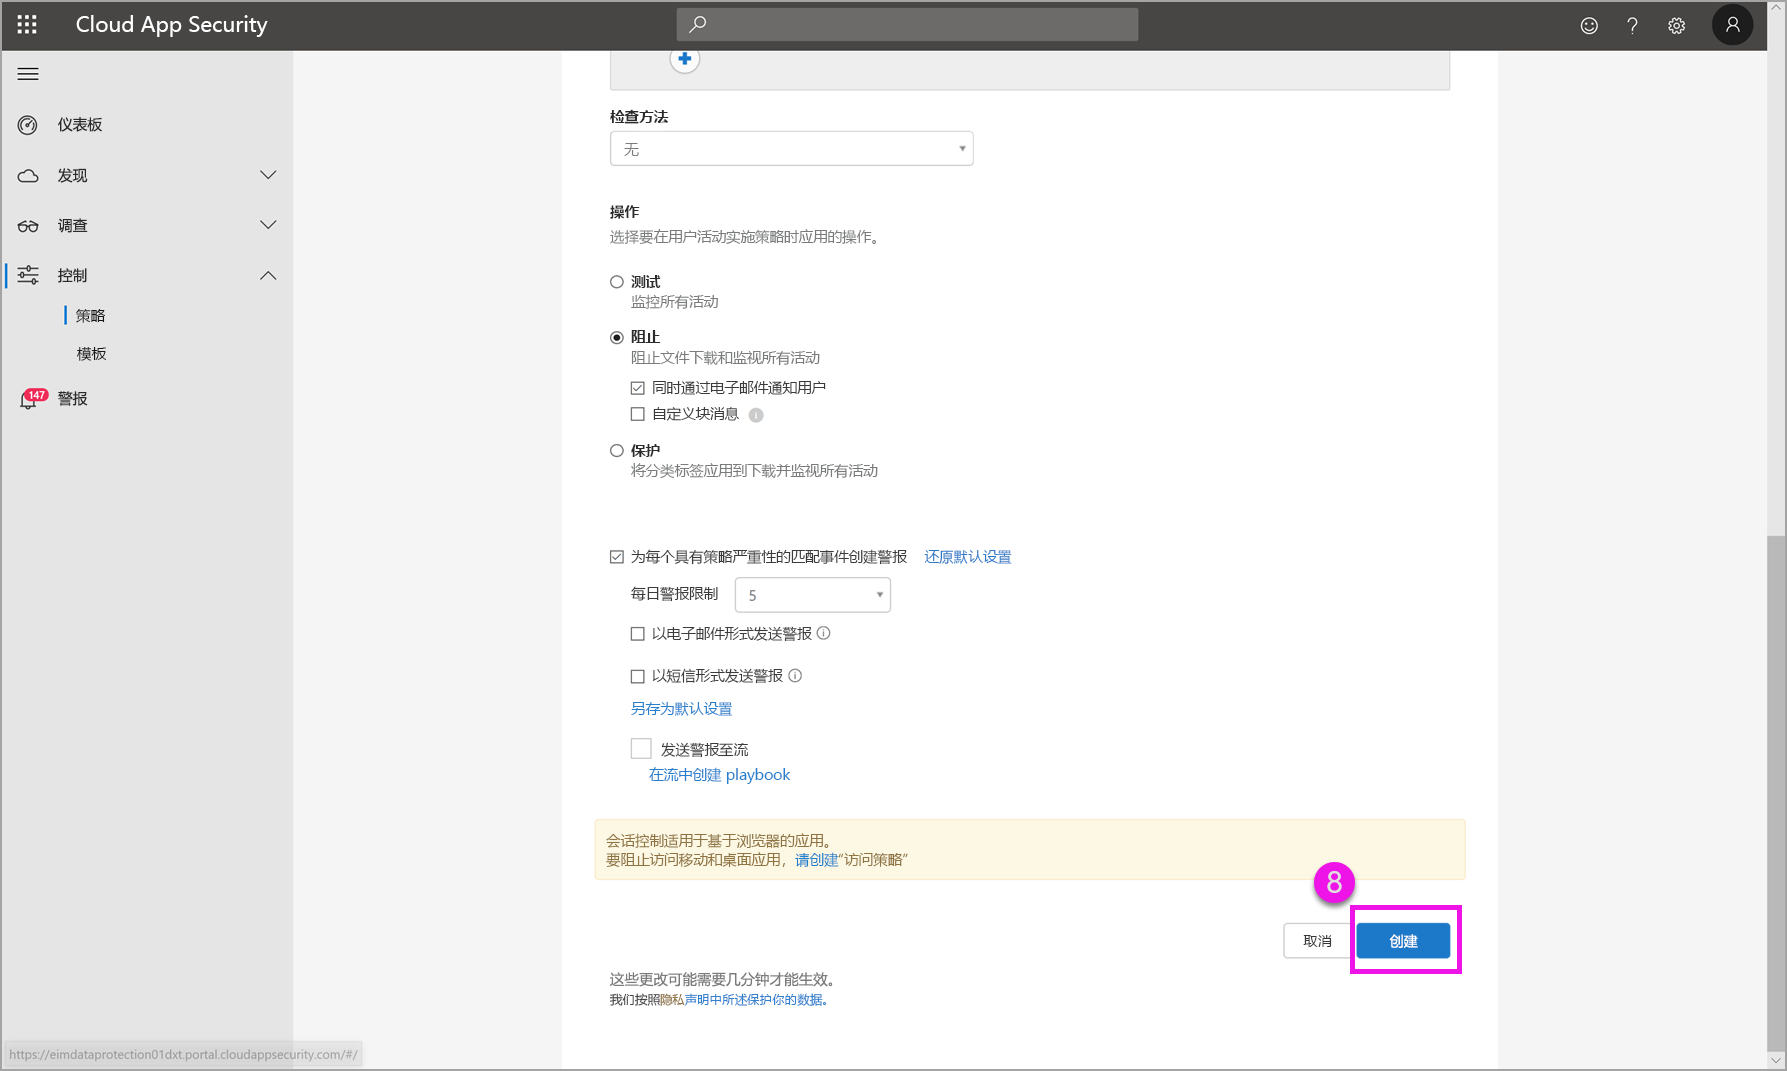 Cloud App Security
仪表板
发现
调查
控制
策略
模板
147
警报
检查方法
无
操作
选择要在用户活动实施策略时应用的操作。
测试
监控所有活动
阻止
阻止文件下载和监视所有活动
同时通过电子邮件通知用户
自定义块消息
保护
将分类标签应用到下载并监视所有活动
为每个具有策略严重性的匹配事件创建警报 还原默认设置
每日警报限制 5
以电子邮件形式发送警报
以短信形式发送警报
另存为默认设置
发送警报至流
在流中创建 playbook
会话控制适用于基于浏览器的应用。
要阻止访问移动和桌面应用，请创建“访问策略”
8
取消 创建
这些更改可能需要几分钟才能生效。
我们按照隐私声明中所述保护你的数据。
https://eimdataprotection01dxt.portal.cloudappsecurity.com/#/